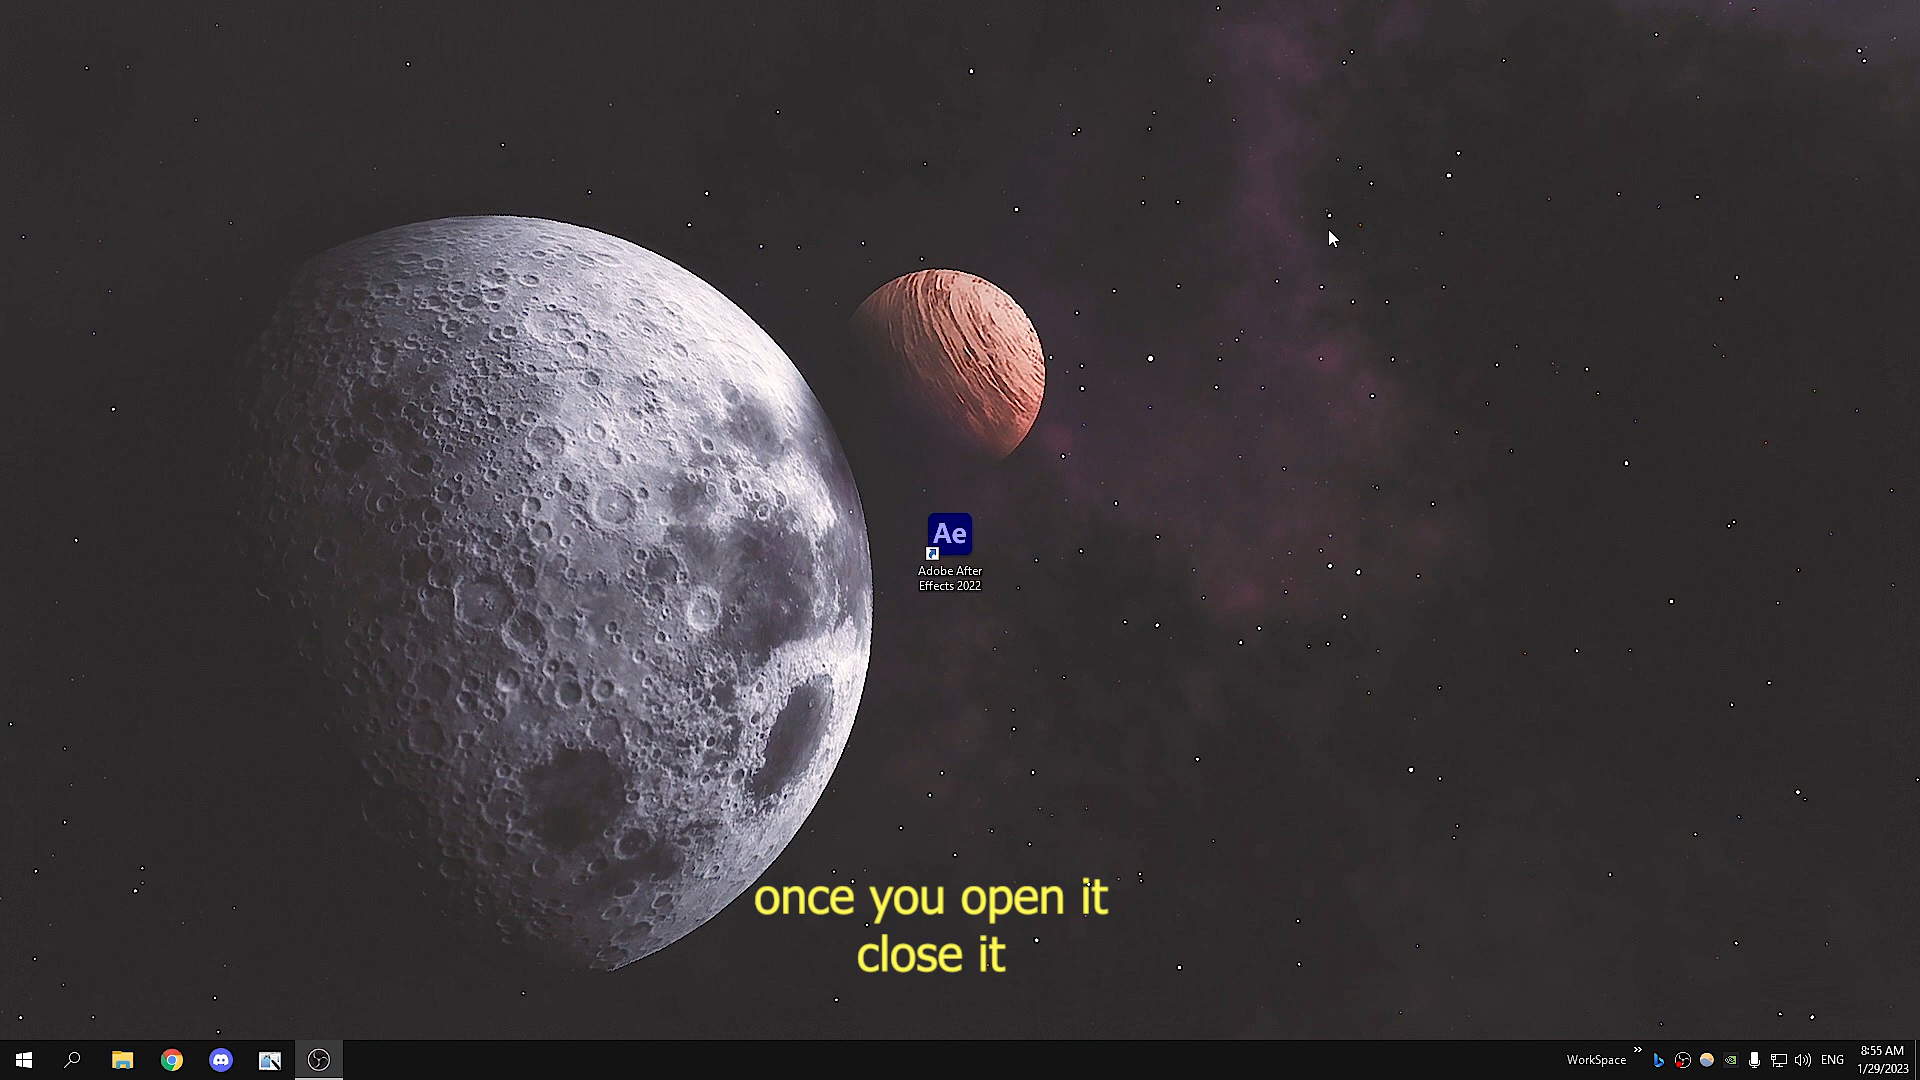 Ae
Adobe After
Effects 2022
once you open it
close it
WorkSpace
ENG
8:55 AM
1/29/2023